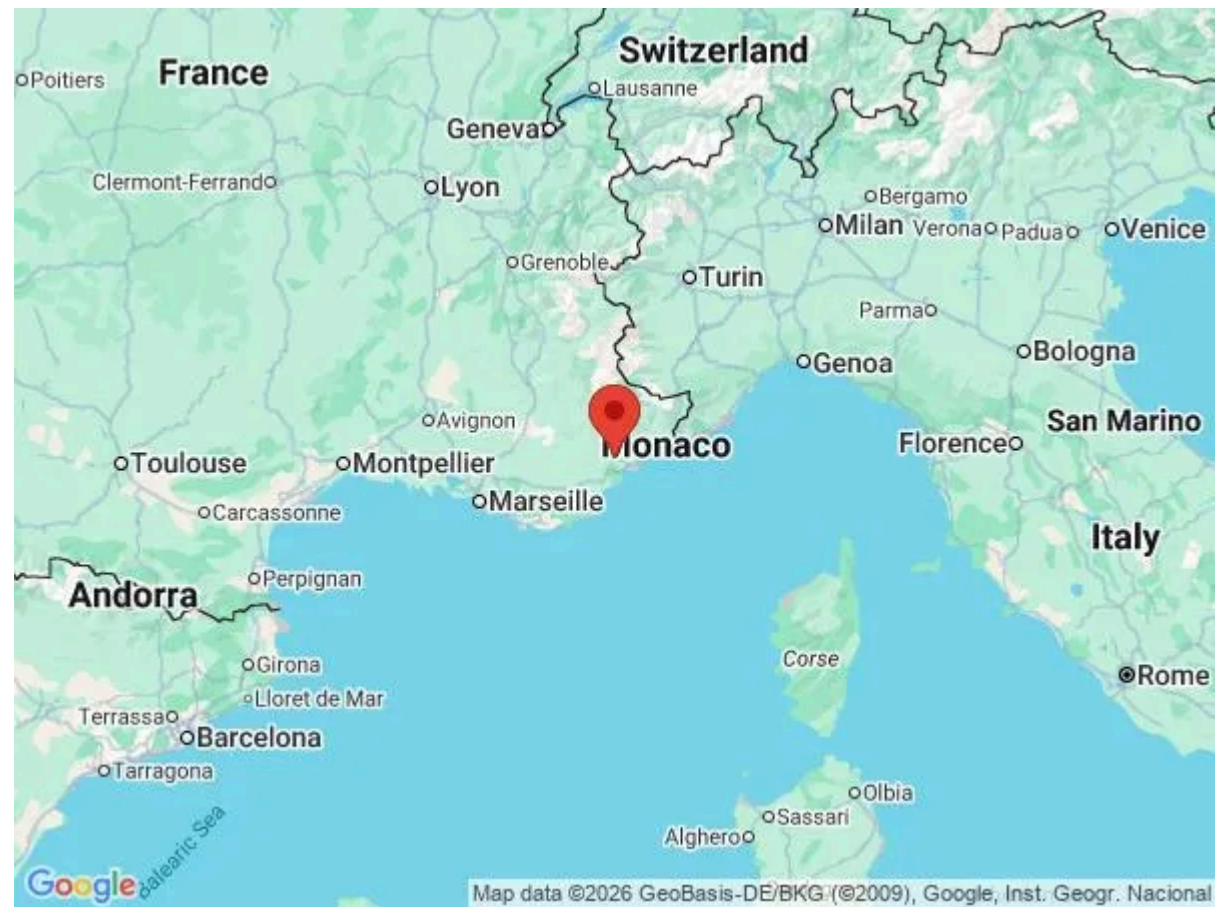 Switzerland
France
Poitiers
Lausanne
Geneva
Clermont-Ferrand
Lyon
Bergamo
Milan
Verona
Padua
Venice
Grenoble
Turin
Parma
Genoa
Bologna
Avignon
Monaco
San Marino
Florence
Toulouse
Montpellier
Marseille
Carcassonne
Italy
Perpignan
Andorra
Girona
Corse
Rome
Lloret de Mar
Terrassa
Barcelona
Tarragona
Olbia
Sassari
Alghero
Balearic Sea
Google
Map data ©2026 GeoBasis-DE/BKG (©2009), Google, Inst. Geogr. Nacional